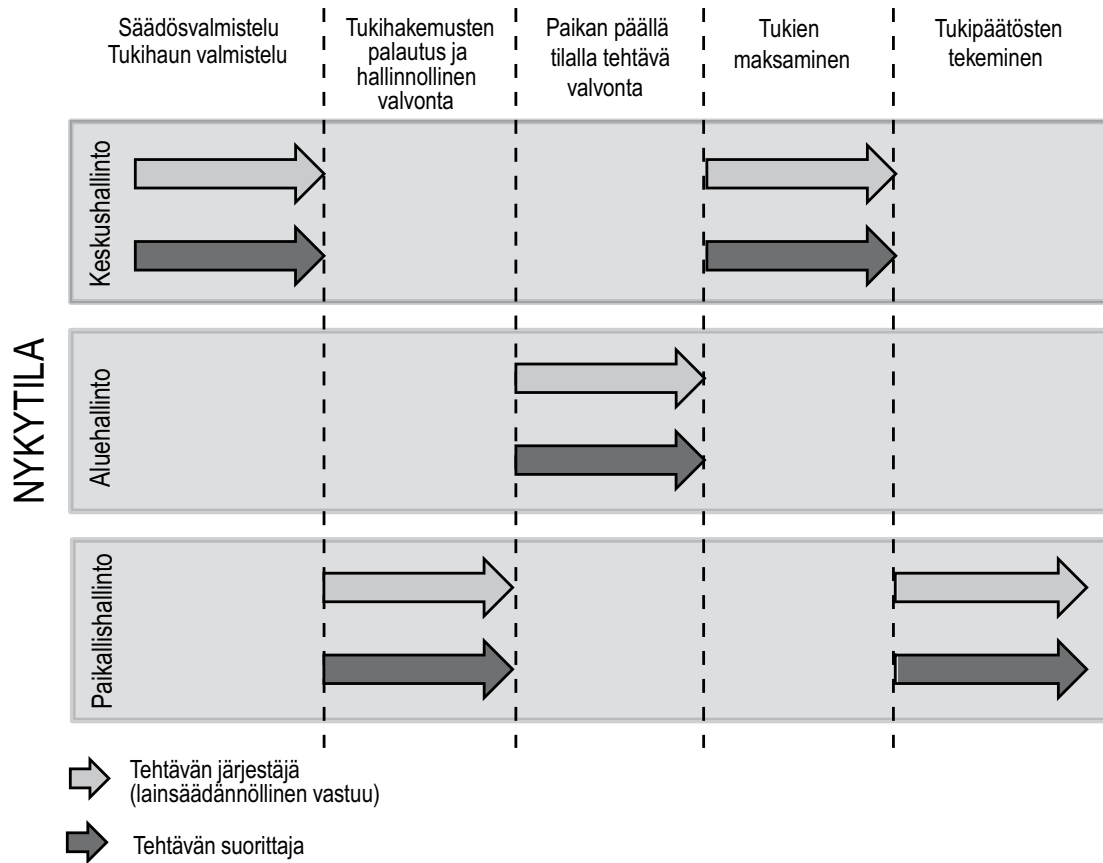 Säädösvalmistelu
Tukihaun valmistelu
Tukihakemusten
palautus ja
hallinnollinen
valvonta
Paikan päällä
tilalla tehtävä
valvonta
Tukien
maksaminen
Tukipäätösten
tekeminen
NYKYTILA
Keskushallinto
Aluehallinto
Paikallishallinto
Tehtävän järjestäjä
(lainsäädännöllinen vastuu)
Tehtävän suorittaja